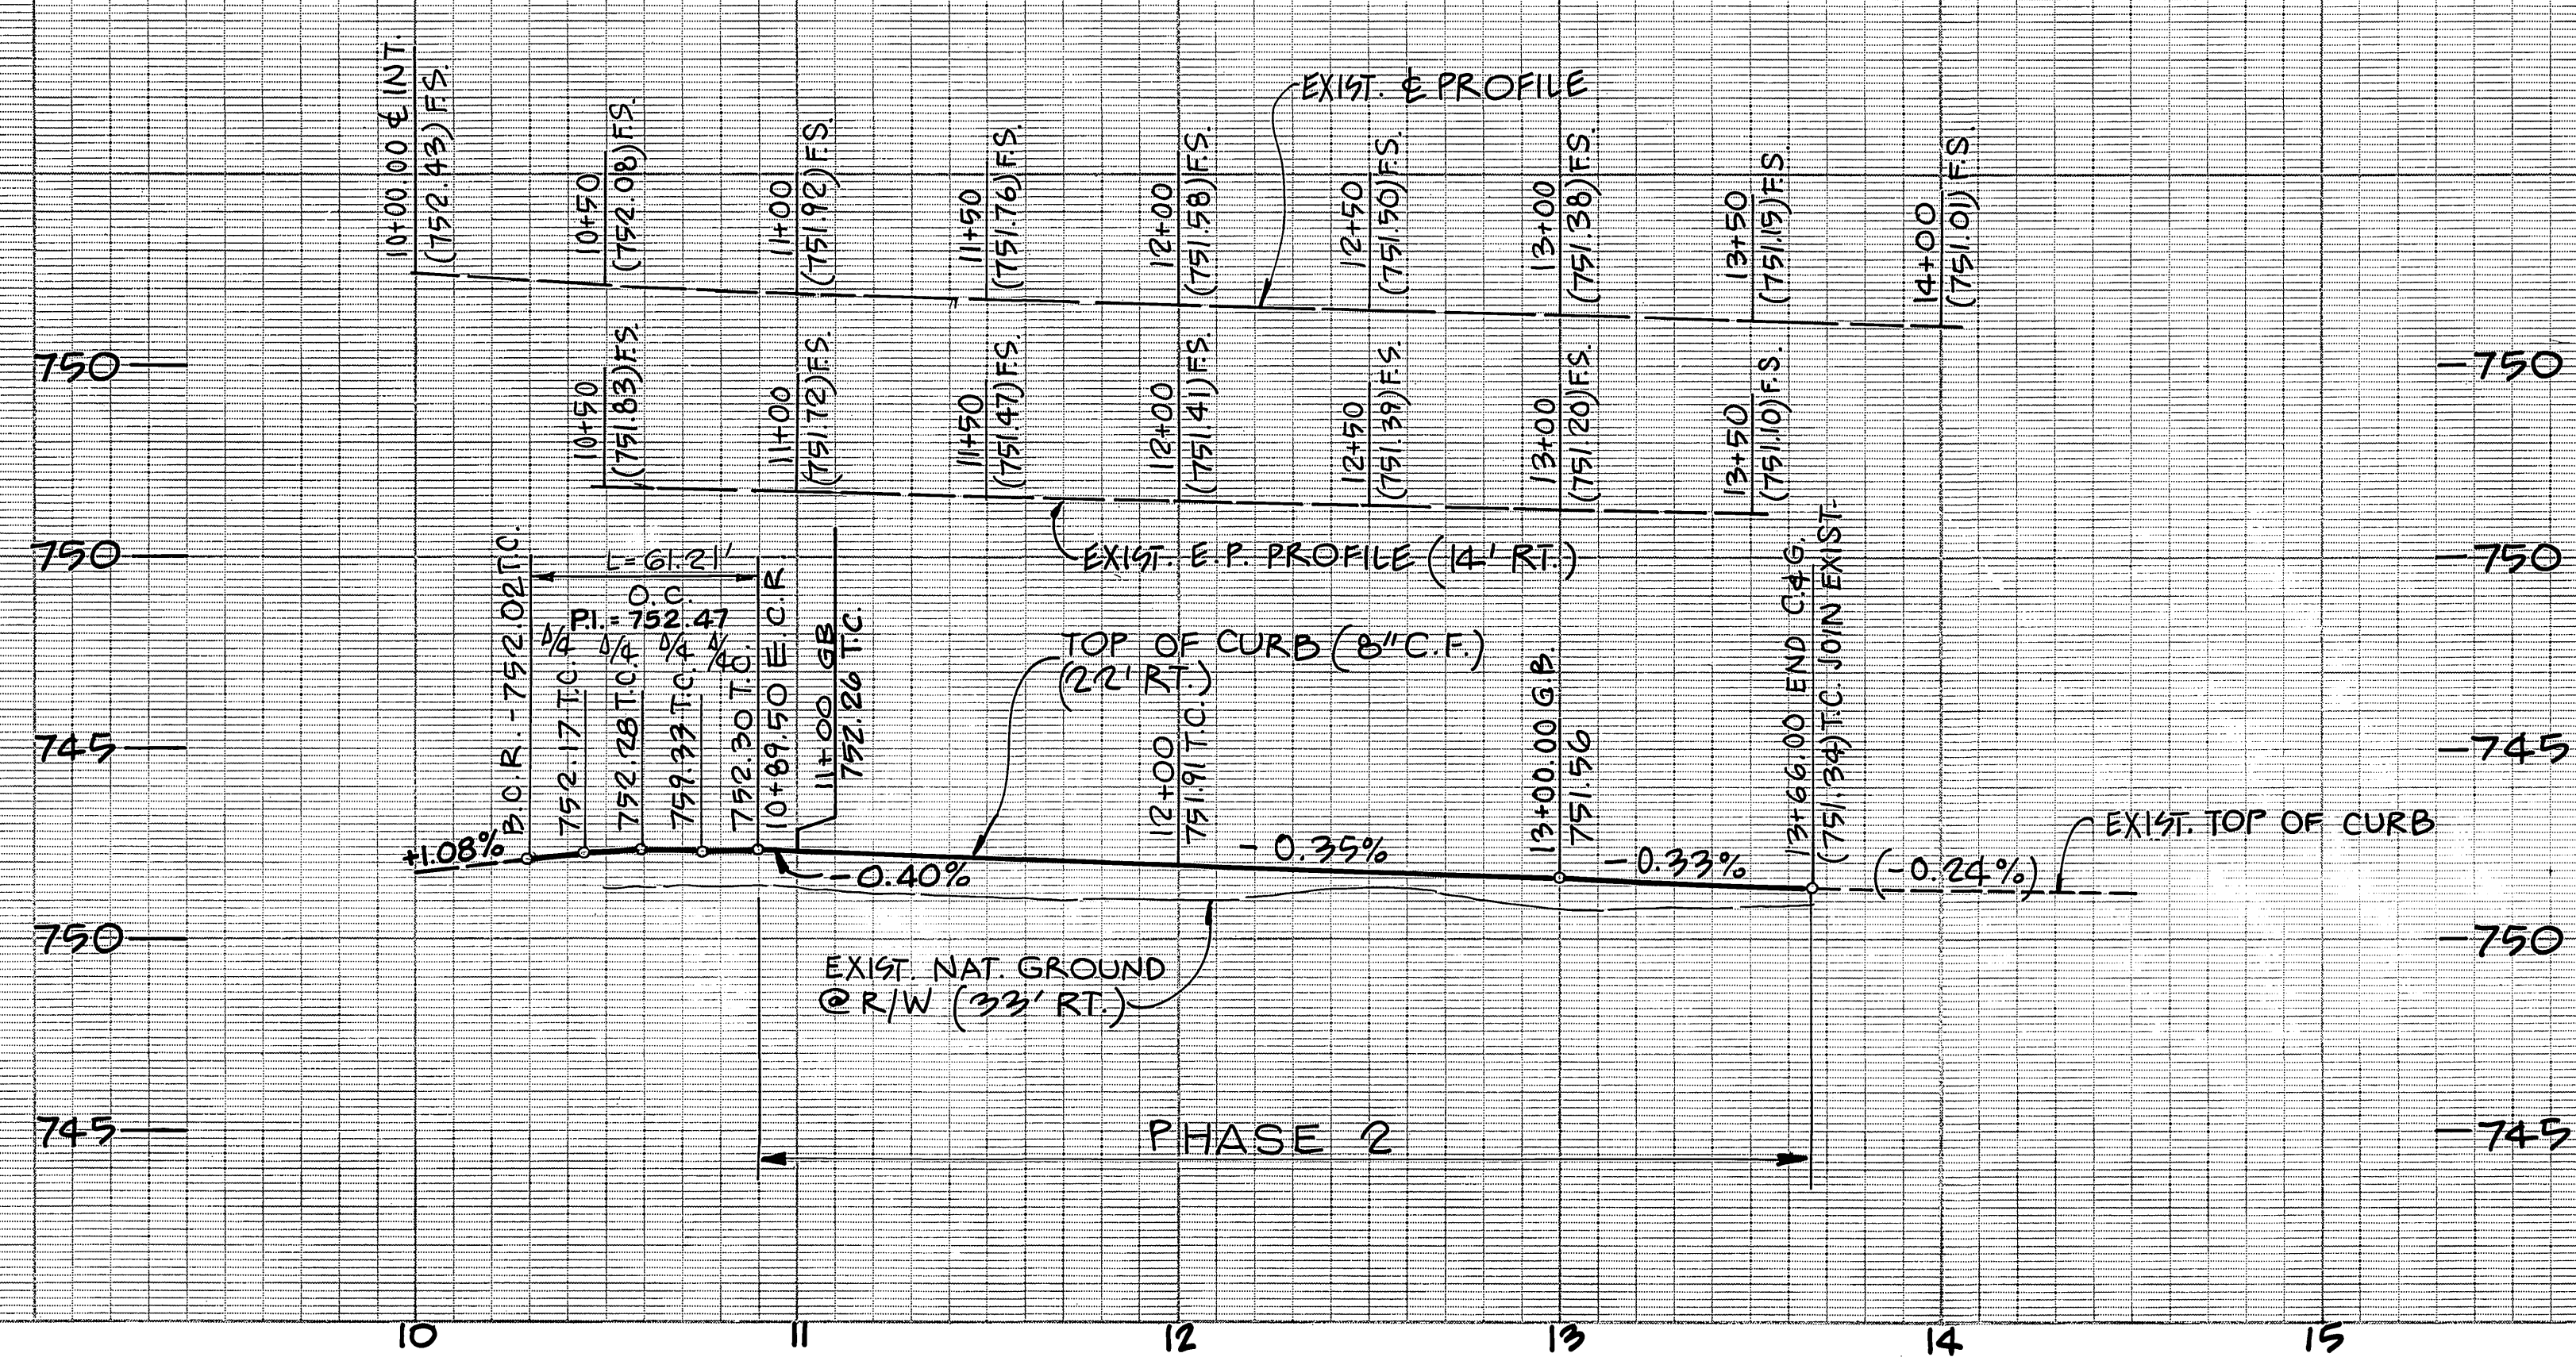 10+00.00 ℄ INT.
(752.43)F.S.
10+50
(752.08)F.S.
11+00
(751.92)F.S.
11+50
(751.76)F.S.
12+00
(751.58)F.S.
12+50
(751.50)F.S.
13+00
(751.38)F.S.
13+50
(751.15)F.S.
14+00
(751.01)F.S.
EXIST. ℄ PROFILE
750
750
10+50
(751.83)F.S.
11+00
(751.72)F.S.
11+50
(751.47)F.S.
12+00
(751.41)F.S.
12+50
(751.39)F.S.
13+00
(751.20)F.S.
13+50
(751.10)F.S.
EXIST. E.P. PROFILE (14' RT.)
750
750
B.C.R. - 752.02 T.C.
L=61.21'
O.C.
P.I.= 752.47
Δ/4
Δ/4
Δ/4
Δ/4
752.17 T.C.
752.28 T.C.
759.33 T.C.
752.30 T.C.
10+89.50 E.C.R.
11+00 GB
752.26 T.C.
TOP OF CURB (8" C.F.)
(22' RT.)
12+00
751.91 T.C.
13+00.00 G.B.
751.56
13+66.00 END C.&G.
(751.34)T.C. JOIN EXIST.
745
745
+1.08%
-0.40%
- 0.35%
- 0.33%
(-0.24%)
EXIST. TOP OF CURB
750
750
EXIST. NAT. GROUND
@ R/W (33' RT.)
745
745
PHASE 2
10
11
12
13
14
15